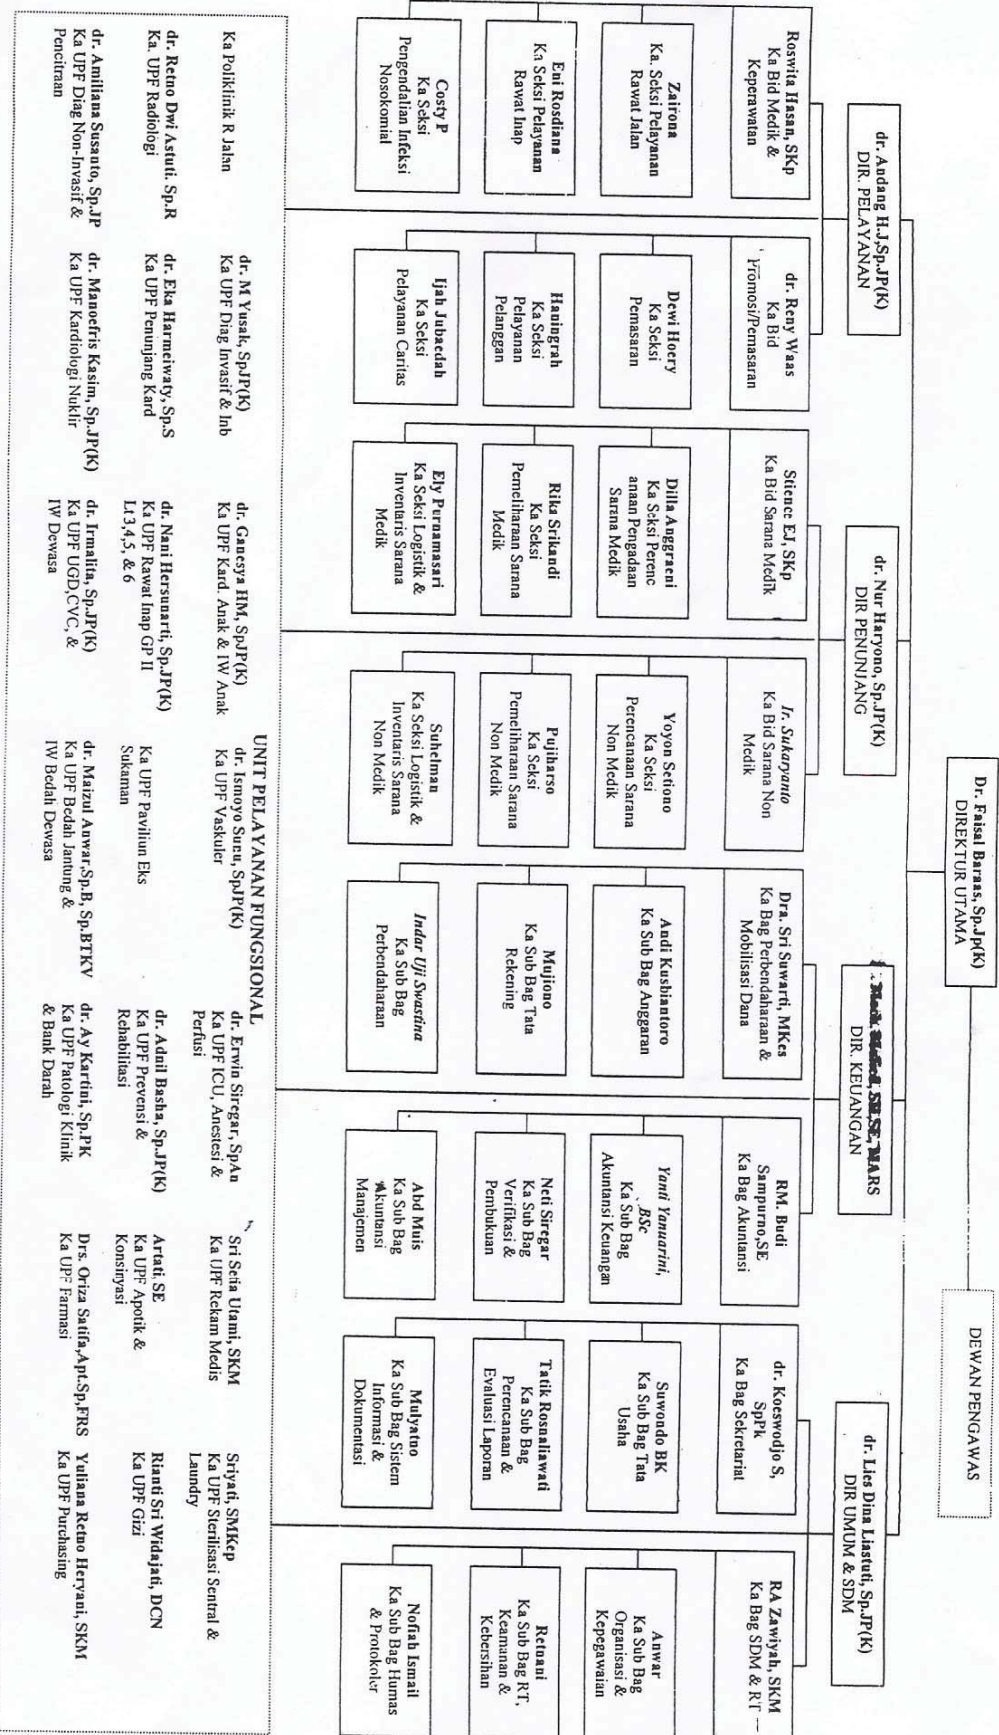 Dr. Faisal Baraas, Sp.Jp(K)
DIREKTUR UTAMA
DEWAN PENGAWAS
dr. Andang H.J,Sp.JP(K)
DIR. PELAYANAN
dr. Nur Haryono, Sp.JP(K)
DIR PENUNJANG
SE, MARS
DIR. KEUANGAN
dr. Lies Dina Liastuti, Sp.JP(K)
DIR UMUM & SDM
Roswita Hasan, SKp
Ka Bid Medik &
Keperawatan
dr. Reny Waas
Ka Bid
Promosi/Pemasaran
Stience EJ, SKp
Ka Bid Sarana Medik
Ir. Sukaryanto
Ka Bid Sarana Non
Medik
Dra. Sri Suwarti, MKes
Ka Bag Perbendaharaan &
Mobilisasi Dana
RM. Budi
Sampurno,SE
Ka Bag Akuntansi
dr. Koeswodjo S,
SpPk
Ka Bag Sekretariat
RA Zawiyah, SKM
Ka Bag SDM & RT
Zairona
Ka. Seksi Pelayanan
Rawat Jalan
Dewi Hoery
Ka Seksi
Pemasaran
Dilla Anggraeni
Ka Seksi Perenc
anaan Pengadaan
Sarana Medik
Yoyon Setiono
Ka Seksi
Perencanaan Sarana
Non Medik
Andi Kusbiantoro
Ka Sub Bag Anggaran
Yanti Yanuarini,
BSc
Ka Sub Bag
Akuntansi Keuangan
Suwondo BK
Ka Sub Bag Tata
Usaha
Anwar
Ka Sub Bag
Organisasi &
Kepegawaian
Eni Rosdiana
Ka Seksi Pelayanan
Rawat Inap
Haningrah
Ka Seksi
Pelayanan
Pelanggan
Riks Srikandi
Ka Seksi
Pemeliharaan Sarana
Medik
Pujiharso
Ka Seksi
Pemeliharaan Sarana
Non Medik
Mujiono
Ka Sub Bag Tata
Rekening
Neti Siregar
Ka Sub Bag
Verifikasi &
Pembukuan
Tatik Rosnaliawati
Ka Sub Bag
Perencanaan &
Evaluasi Laporan
Retnani
Ka Sub Bag RT,
Keamanan &
Kebersihan
Costy P
Ka Seksi
Pengendalian Infeksi
Nosokomial
Ijah Jubaedah
Ka Seksi
Pelayanan Caritas
Ely Purnamasari
Ka Seksi Logistik &
Inventaris Sarana
Medik
Suhelman
Ka Seksi Logistik &
Inventaris Sarana
Non Medik
Indar Uji Swastina
Ka Sub Bag
Perbendaharaan
Abd Muis
Ka Sub Bag
Akuntansi
Manajemen
Mulyatno
Ka Sub Bag Sistem
Informasi &
Dokumentasi
Nofiah Ismail
Ka Sub Bag Humas
& Protokoler
UNIT PELAYANAN FUNGSIONAL
Ka Poliklinik R Jalan
dr. M Yusak, SpJP(K)
Ka UPF Diag Invasif & Inb
dr. Ganesya HM, SpJP(K)
Ka UPF Kard. Anak & IW Anak
dr. Ismoyo Sunu, SpJP(K)
Ka UPF Vaskuler
dr. Erwin Siregar, SpAn
Ka UPF ICU, Anestesi &
Perfusi
Sri Setia Utami, SKM
Ka UPF Rekam Medis
Sriyati, SMKep
Ka UPF Sterilisasi Sentral &
Laundry
dr. Retno Dwi Astuti. Sp.R
Ka. UPF Radiologi
dr. Eka Harmeiwaty, Sp.S
Ka UPF Penunjang Kard
dr. Nani Hersunarti, Sp.JP(K)
Ka UPF Rawat Inap GP II
Lt 3,4,5, & 6
Ka UPF Paviliun Eks
Sukaman
dr. Adnil Basha, Sp.JP(K)
Ka UPF Prevensi &
Rehabilitasi
Artati, SE
Ka UPF Apotik &
Konsinyasi
Rianti Sri Widajati, DCN
Ka UPF Gizi
dr. Amiliana Susanto, Sp.JP
Ka UPF Diag Non-Invasif &
Pencitraan
dr. Manoefris Kasim, Sp.JP(K)
Ka UPF Kardiologi Nuklir
dr. Irmalita, Sp.JP(K)
Ka UPF UGD,CVC, &
IW Dewasa
dr. Maizul Anwar,Sp.B, Sp.BTKV
Ka UPF Bedah Jantung &
IW Bedah Dewasa
dr. Ay Kartini, Sp.PK
Ka UPF Patologi Klinik
& Bank Darah
Drs. Oriza Satifa,Apt.Sp,FRS
Ka UPF Farmasi
Yuliana Retno Heryani, SKM
Ka UPF Purchasing